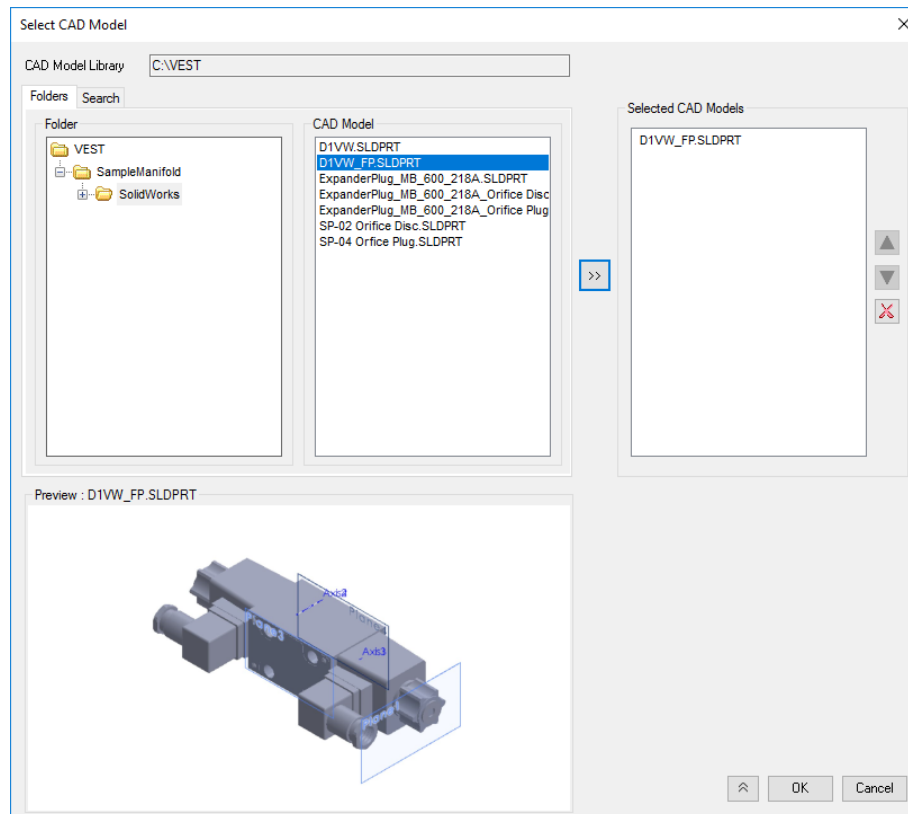 Select CAD Model
CAD Model Library
C:\VEST
Folders
Search
Folder
VEST
SampleManifold
SolidWorks
CAD Model
D1VW.SLDPRT
D1VW_FP.SLDPRT
ExpanderPlug_MB_600_218A.SLDPRT
ExpanderPlug_MB_600_218A_Orifice Disc
ExpanderPlug_MB_600_218A_Orifice Plug
SP-02 Orifice Disc.SLDPRT
SP-04 Orfice Plug.SLDPRT
>>
Selected CAD Models
D1VW_FP.SLDPRT
Preview : D1VW_FP.SLDPRT
Axis3
Plane1
OK
Cancel